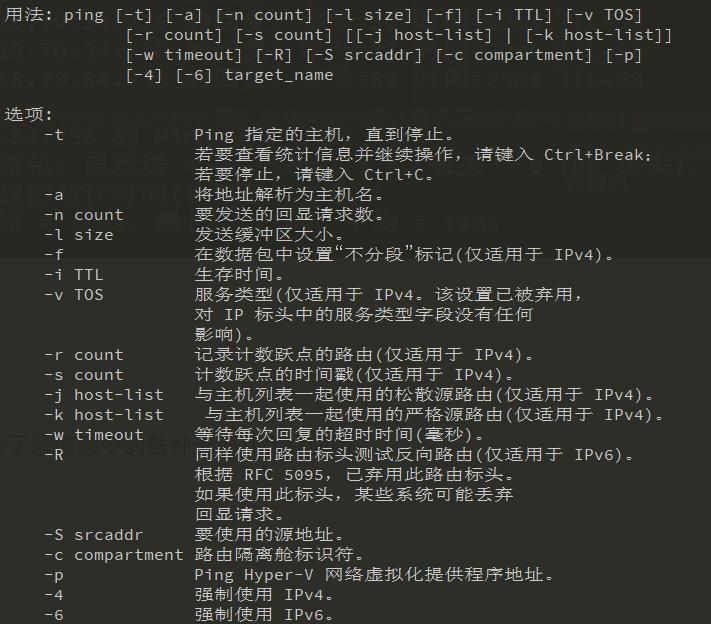 用法: ping [-t] [-a] [-n count] [-l size] [-f] [-i TTL] [-v TOS]
[-r count] [-s count] [[-j host-list] | [-k host-list]]
[-w timeout] [-R] [-S srcaddr] [-c compartment] [-p]
[-4] [-6] target_name
选项:
-t Ping 指定的主机，直到停止。
若要查看统计信息并继续操作，请键入 Ctrl+Break；
若要停止，请键入 Ctrl+C。
-a 将地址解析为主机名。
-n count 要发送的回显请求数。
-l size 发送缓冲区大小。
-f 在数据包中设置“不分段”标记(仅适用于 IPv4)。
-i TTL 生存时间。
-v TOS 服务类型(仅适用于 IPv4。该设置已被弃用，
对 IP 标头中的服务类型字段没有任何
影响)。
-r count 记录计数跃点的路由(仅适用于 IPv4)。
-s count 计数跃点的时间戳(仅适用于 IPv4)。
-j host-list 与主机列表一起使用的松散源路由(仅适用于 IPv4)。
-k host-list 与主机列表一起使用的严格源路由(仅适用于 IPv4)。
-w timeout 等待每次回复的超时时间(毫秒)。
-R 同样使用路由标头测试反向路由(仅适用于 IPv6)。
根据 RFC 5095，已弃用此路由标头。
如果使用此标头，某些系统可能丢弃
回显请求。
-S srcaddr 要使用的源地址。
-c compartment 路由隔离舱标识符。
-p Ping Hyper-V 网络虚拟化提供程序地址。
-4 强制使用 IPv4。
-6 强制使用 IPv6。